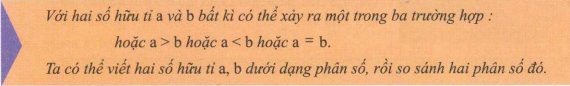 Với hai số hữu tỉ a và b bất kì có thể xảy ra một trong ba trường hợp :
hoặc a > b hoặc a < b hoặc a = b.
Ta có thể viết hai số hữu tỉ a, b dưới dạng phân số, rồi so sánh hai phân số đó.